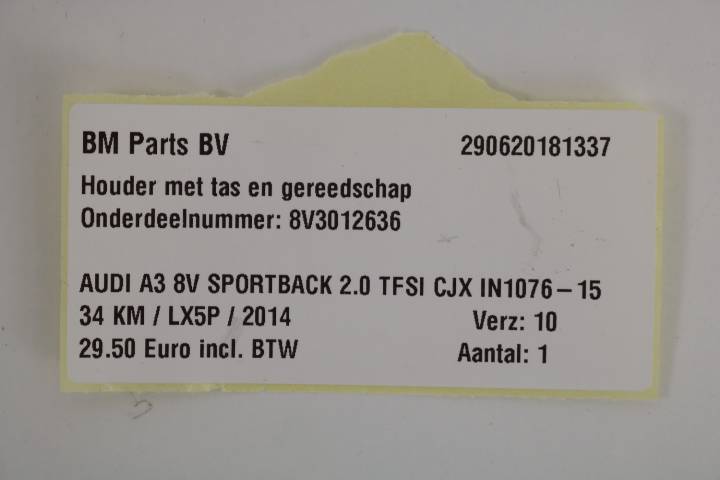 BM Parts BV 290620181337
Houder met tas en gereedschap
Onderdeelnummer: 8V3012636
AUDI A3 8V SPORTBACK 2.0 TFSI CJX IN1076-15
34 KM / LX5P / 2014 Verz: 10
29.50 Euro incl. BTW Aantal: 1